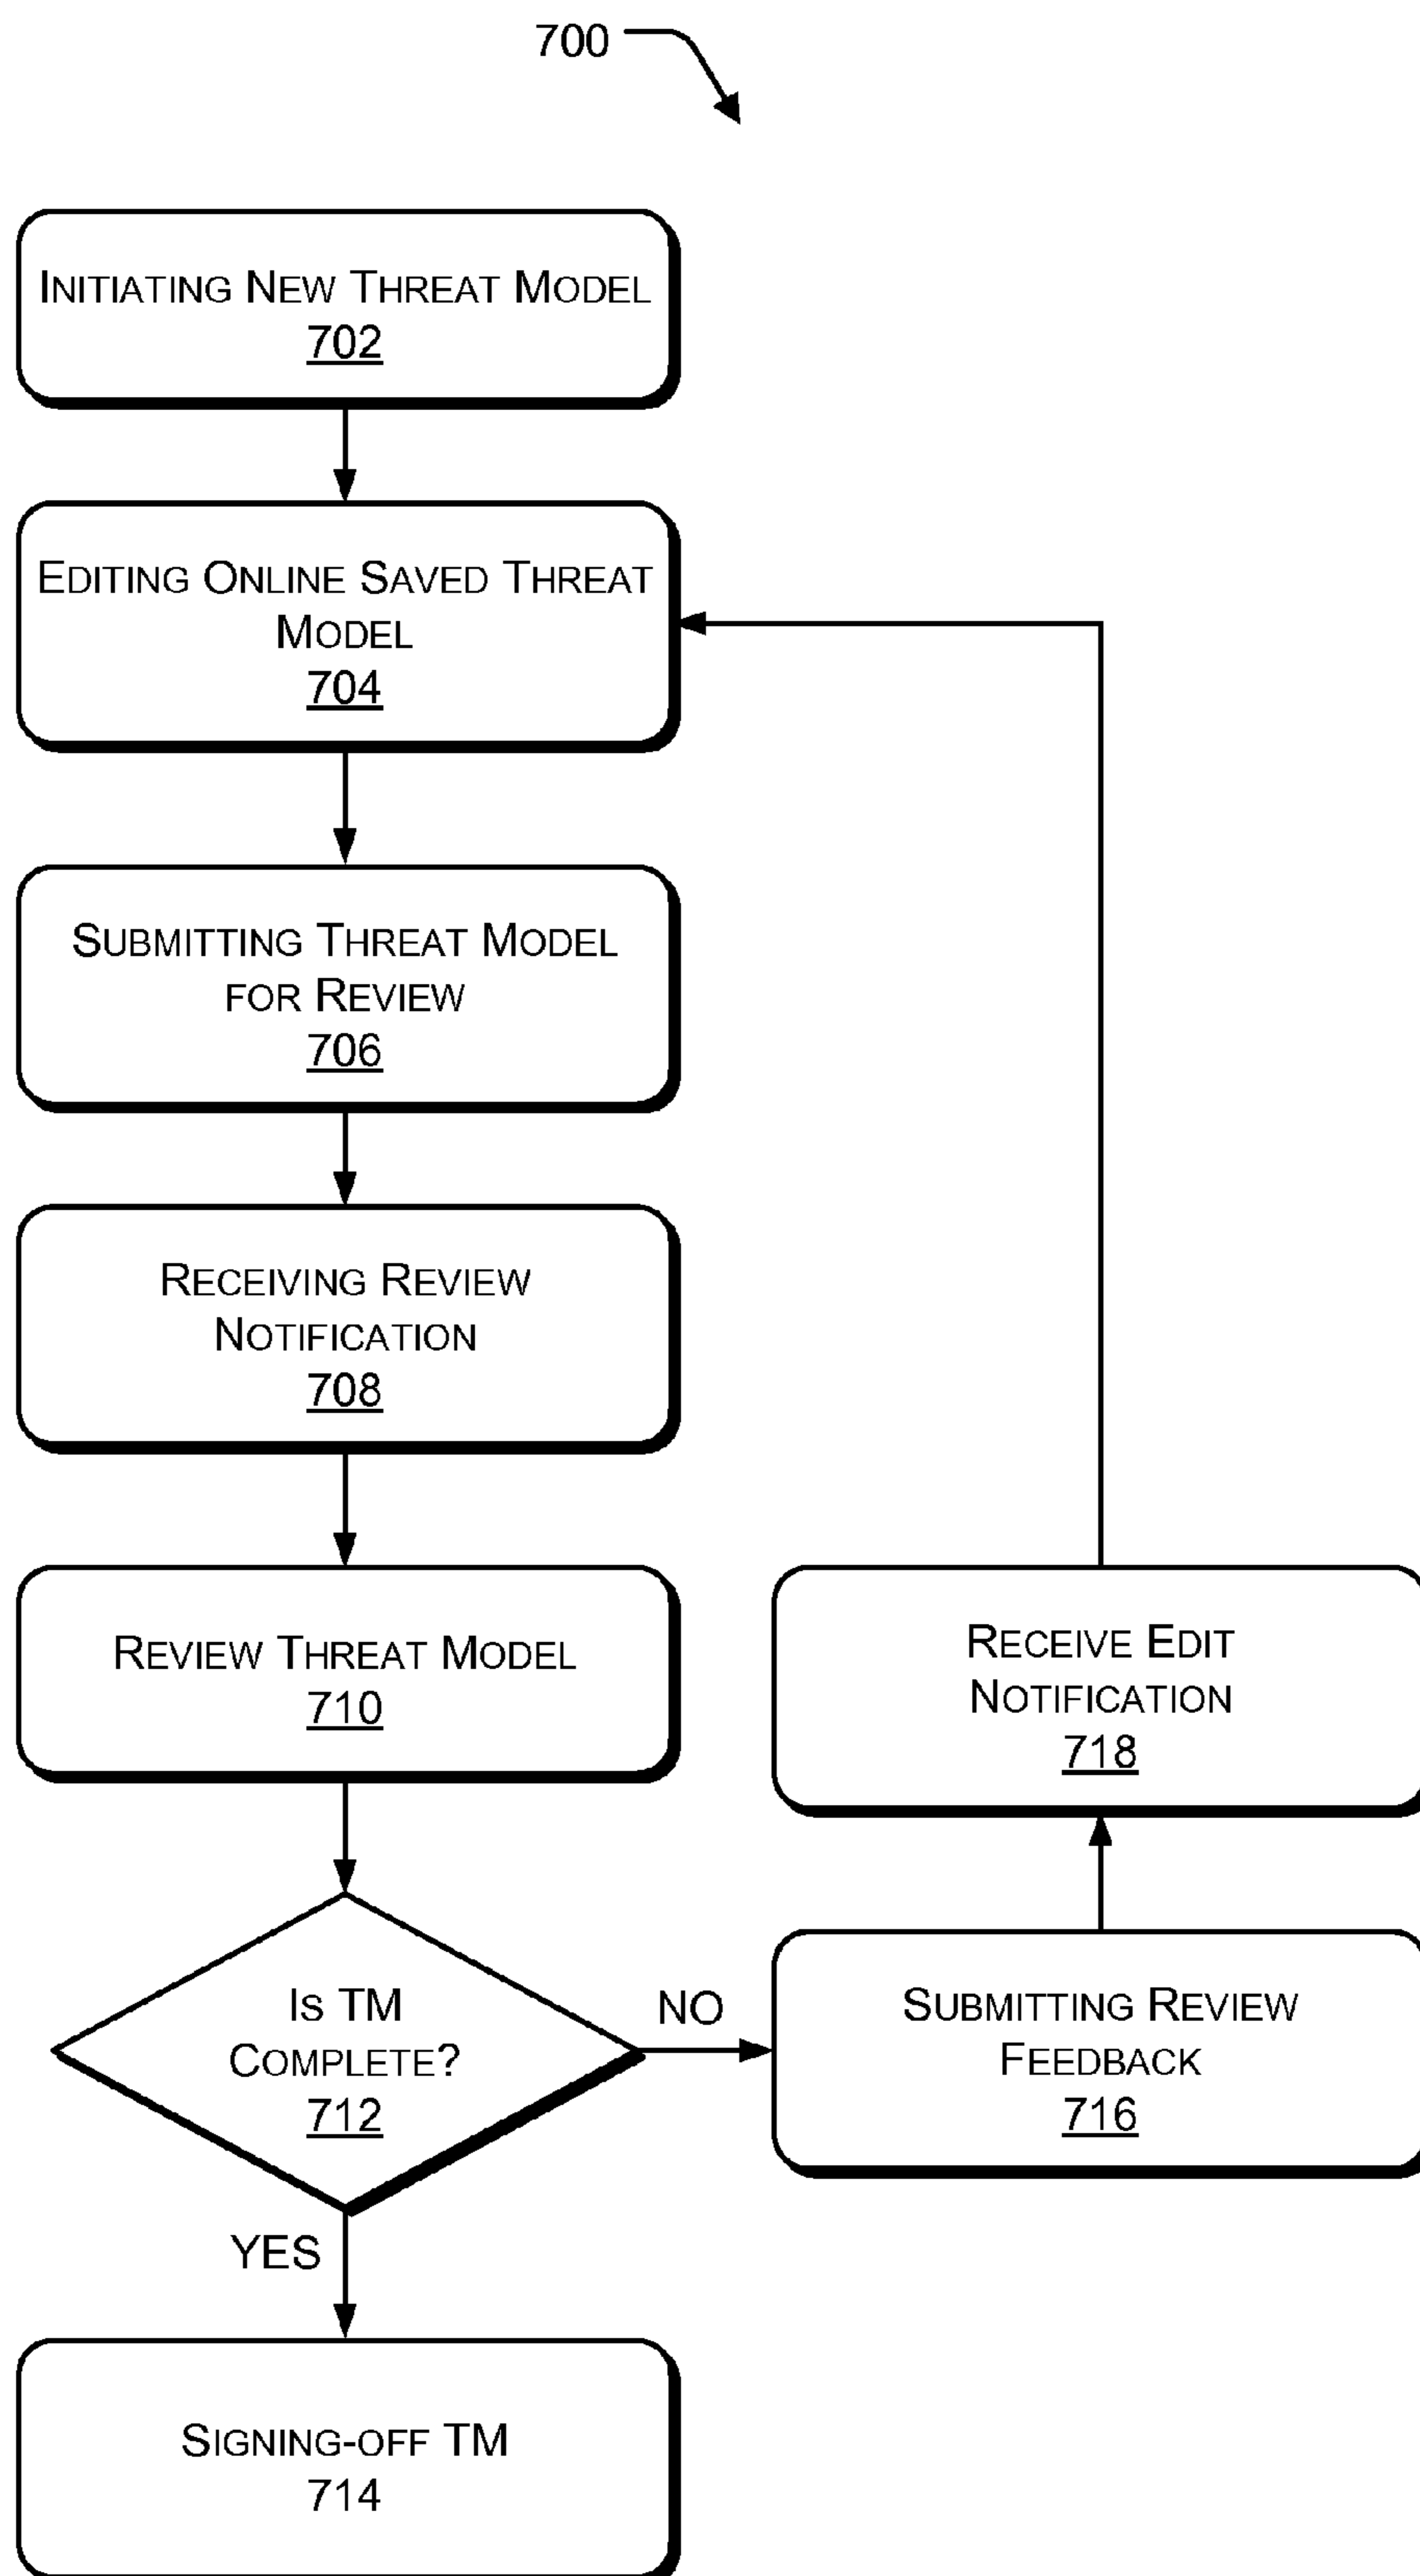 700
INITIATING NEW THREAT MODEL
702
EDITING ONLINE SAVED THREAT
MODEL
704
SUBMITTING THREAT MODEL
FOR REVIEW
706
RECEIVING REVIEW
NOTIFICATION
708
REVIEW THREAT MODEL
710
RECEIVE EDIT
NOTIFICATION
718
IS TM
COMPLETE?
712
NO
SUBMITTING REVIEW
FEEDBACK
716
YES
SIGNING-OFF TM
714